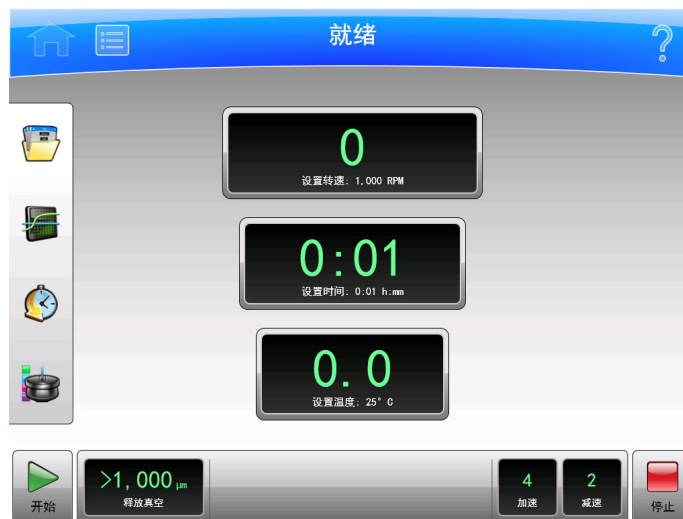 就绪
0
设置转速: 1,000 RPM
0:01
设置时间: 0:01 h:mm
0.0
设置温度: 25° C
开始
>1,000 μm
释放真空
4
加速
2
减速
停止